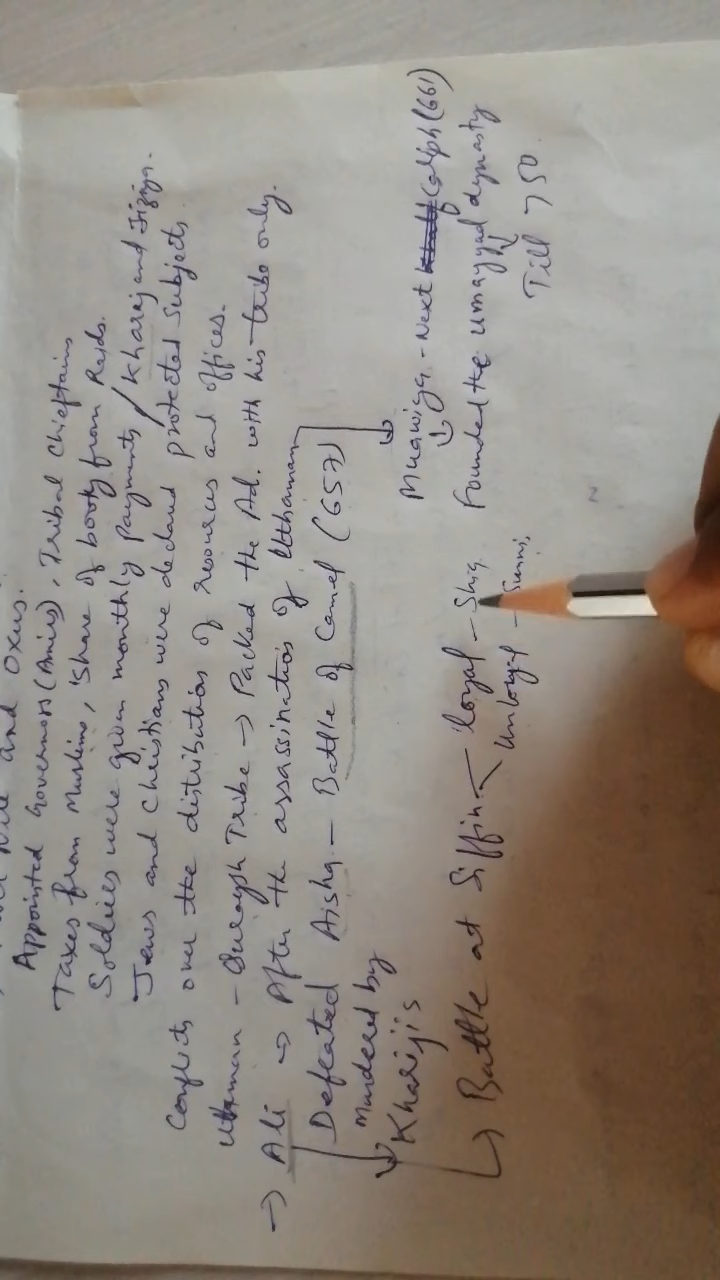 and Oxus.
Appointed Governors (Amirs), Tribal Chieftains
Taxes from Muslims, Share of booty from Raids.
Soldiers were given monthly Payments / Kharaj and Jiziya.
Jews and Christians were declared protected subjects
Conflicts over the distribution of resources and offices.
Uthman - Quraysh Tribe → Packed the Ad. with his tribe only.
→ Ali → After the assassination of Uthaman
Defeated Aisha - Battle of Camel (657)
Murdered by
Kharijis
Muawiya - Next Caliph (661)
Founded the Umayyad dynasty
Till 750
Battle at Siffin < loyal - Shia
Unloyal - Sunni,